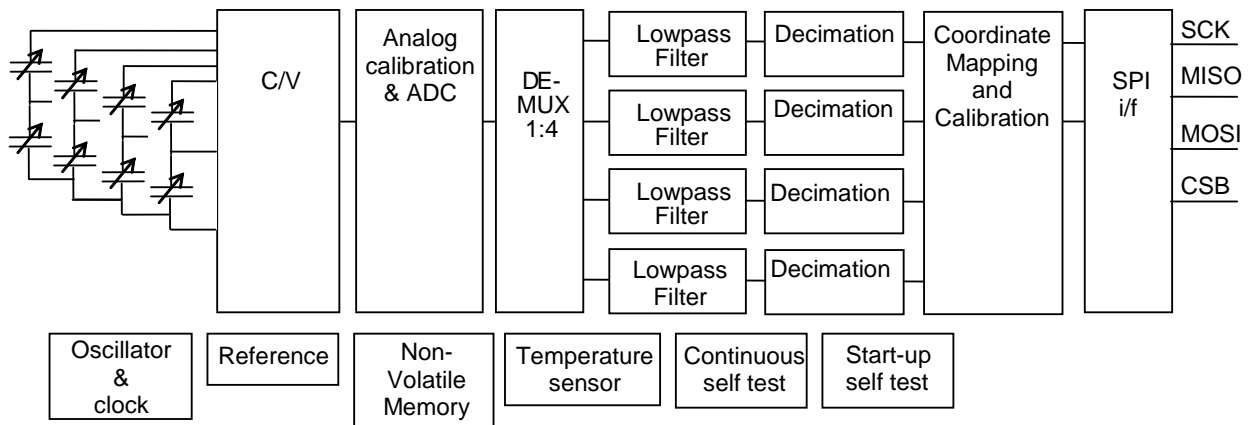 C/V
Analog
calibration
& ADC
DE-
MUX
1:4
Lowpass
Filter
Decimation
Lowpass
Filter
Decimation
Lowpass
Filter
Decimation
Lowpass
Filter
Decimation
Coordinate
Mapping
and
Calibration
SPI
i/f
SCK
MISO
MOSI
CSB
Oscillator
&
clock
Reference
Non-
Volatile
Memory
Temperature
sensor
Continuous
self test
Start-up
self test